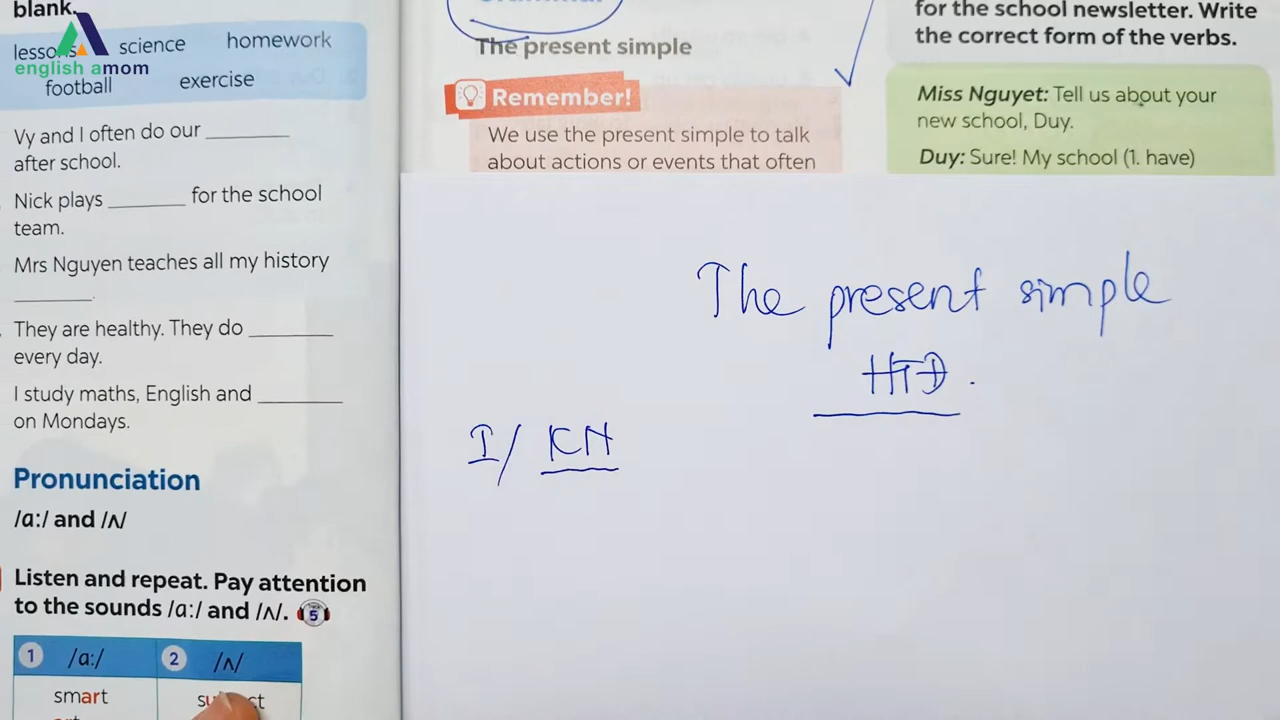 blank.
lessons science homework
football exercise
english amom
Vy and I often do our ________
after school.
Nick plays ________ for the school
team.
Mrs Nguyen teaches all my history
________.
They are healthy. They do ________
every day.
I study maths, English and ________
on Mondays.
Pronunciation
/ɑː/ and /ʌ/
Listen and repeat. Pay attention
to the sounds /ɑː/ and /ʌ/. 5
1 /ɑː/ 2 /ʌ/
smart
The present simple
Remember!
We use the present simple to talk
about actions or events that often
for the school newsletter. Write
the correct form of the verbs.
Miss Nguyet: Tell us about your
new school, Duy.
Duy: Sure! My school (1. have)
The present simple
HTĐ.
I/ KN